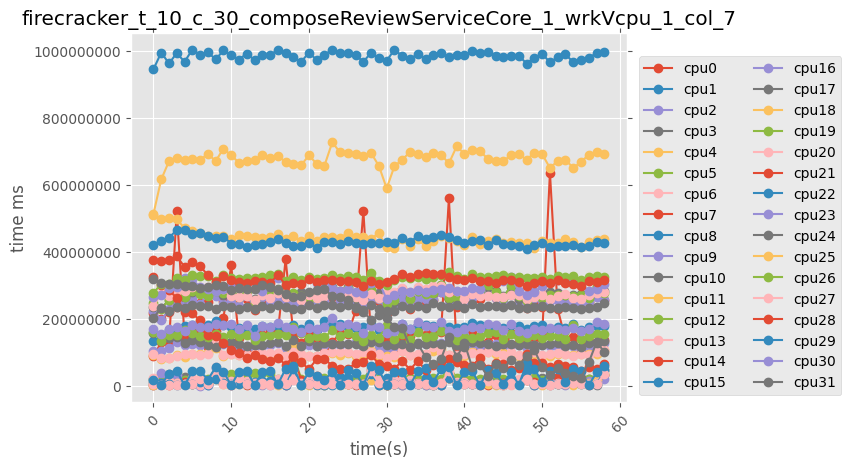 firecracker_t_10_c_30_composeReviewServiceCore_1_wrkVcpu_1_col_7
1000000000
800000000
600000000
400000000
200000000
0
time ms
0
10
20
30
40
50
60
time(s)
cpu0
cpu1
cpu2
cpu3
cpu4
cpu5
cpu6
cpu7
cpu8
cpu9
cpu10
cpu11
cpu12
cpu13
cpu14
cpu15
cpu16
cpu17
cpu18
cpu19
cpu20
cpu21
cpu22
cpu23
cpu24
cpu25
cpu26
cpu27
cpu28
cpu29
cpu30
cpu31